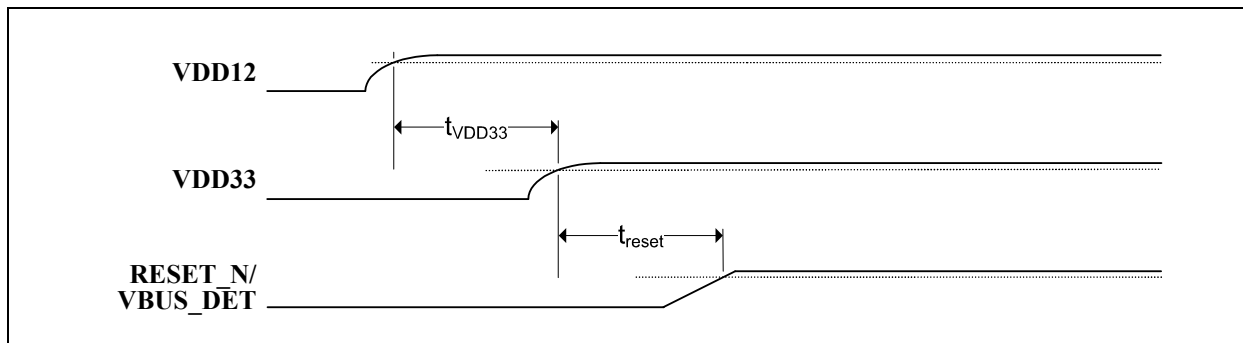 VDD12
tVDD33
VDD33
treset
RESET_N/
VBUS_DET